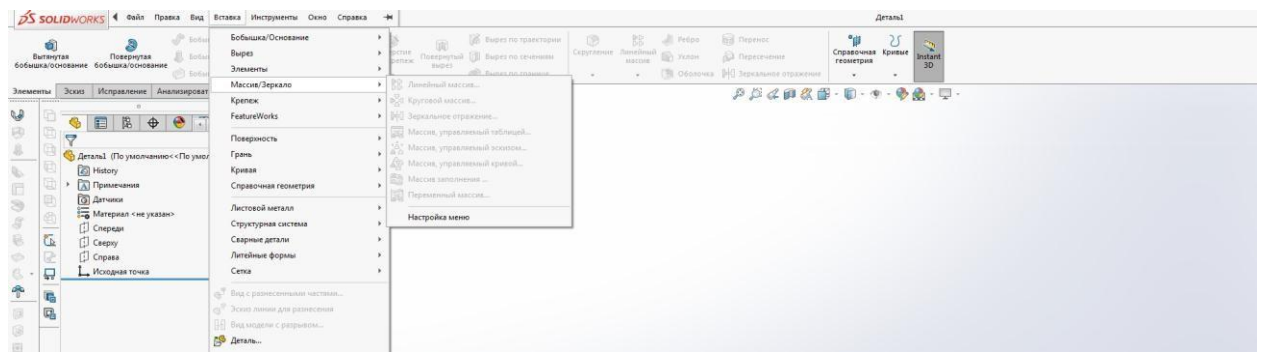 SOLIDWORKS Файл Правка Вид Вставка Инструменты Окно Справка Деталь1
Вытянутая бобышка/основание
Повернутая бобышка/основание
Повернутый вырез
Вырез по траектории
Вырез по сечениям
Вырез по границе
Скругление
Линейный массив
Ребро
Уклон
Оболочка
Перенос
Пересечение
Зеркальное отражение
Справочная геометрия
Кривые
Instant 3D
Элементы Эскиз Исправление
Деталь1 (По умолчанию<<По
History
Примечания
Датчики
Материал <не указан>
Спереди
Сверху
Справа
Исходная точка
Бобышка/Основание
Вырез
Элементы
Массив/Зеркало
Крепеж
FeatureWorks
Поверхность
Грань
Кривая
Справочная геометрия
Листовой металл
Структурная система
Сварные детали
Литейные формы
Сетка
Вид с разнесенными частями...
Эскиз линии для разнесения
Вид модели с разрывом...
Деталь...
Линейный массив...
Круговой массив...
Зеркальное отражение...
Массив, управляемый таблицей...
Массив, управляемый эскизом...
Массив, управляемый кривой...
Массив заполнения ...
Переменный массив...
Настройка меню